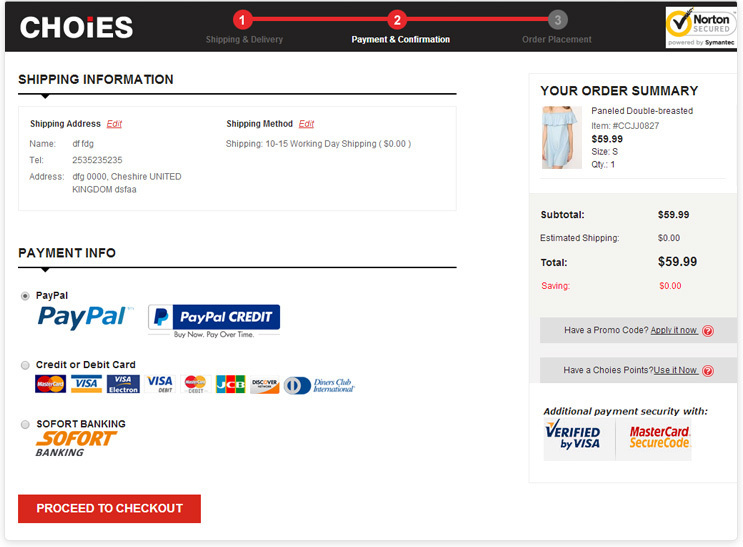 CHOiES
1
2
3
Shipping & Delivery
Payment & Confirmation
Order Placement
Norton
SECURED
powered by Symantec
SHIPPING INFORMATION
Shipping Address Edit
Name: df fdg
Tel: 2535235235
Address: dfg 0000, Cheshire UNITED
KINGDOM dsfaa
Shipping Method Edit
Shipping: 10-15 Working Day Shipping ( $0.00 )
PAYMENT INFO
PayPal
PayPal
PayPal CREDIT
Buy Now. Pay Over Time.
Credit or Debit Card
MasterCard
VISA
VISA
Electron
VISA
DEBIT
MasterCard
DEBIT
JCB
DISCOVER
NETWORK
Diners Club
International
SOFORT BANKING
SOFORT
BANKING
PROCEED TO CHECKOUT
YOUR ORDER SUMMARY
Paneled Double-breasted
Item: #CCJJ0827
$59.99
Size: S
Qty.: 1
Subtotal: $59.99
Estimated Shipping: $0.00
Total: $59.99
Saving: $0.00
Have a Promo Code? Apply it now ?
Have a Choies Points?Use it Now ?
Additional payment security with:
VERIFIED
by VISA
MasterCard.
SecureCode.